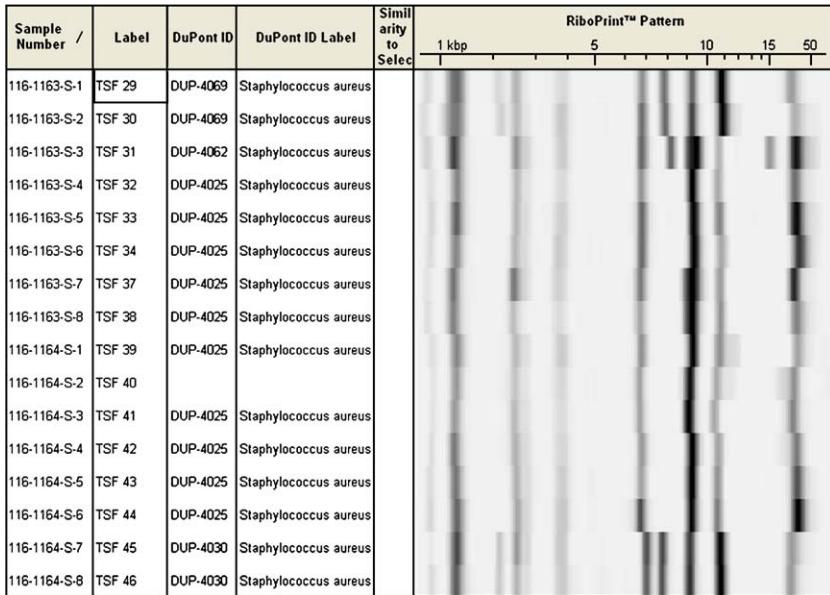 Sample Number / Label DuPont ID DuPont ID Label Similarity to Selec RiboPrint™ Pattern
1 kbp 5 10 15 50
116-1163-S-1 TSF 29 DUP-4069 Staphylococcus aureus
116-1163-S-2 TSF 30 DUP-4069 Staphylococcus aureus
116-1163-S-3 TSF 31 DUP-4062 Staphylococcus aureus
116-1163-S-4 TSF 32 DUP-4025 Staphylococcus aureus
116-1163-S-5 TSF 33 DUP-4025 Staphylococcus aureus
116-1163-S-6 TSF 34 DUP-4025 Staphylococcus aureus
116-1163-S-7 TSF 37 DUP-4025 Staphylococcus aureus
116-1163-S-8 TSF 38 DUP-4025 Staphylococcus aureus
116-1164-S-1 TSF 39 DUP-4025 Staphylococcus aureus
116-1164-S-2 TSF 40
116-1164-S-3 TSF 41 DUP-4025 Staphylococcus aureus
116-1164-S-4 TSF 42 DUP-4025 Staphylococcus aureus
116-1164-S-5 TSF 43 DUP-4025 Staphylococcus aureus
116-1164-S-6 TSF 44 DUP-4025 Staphylococcus aureus
116-1164-S-7 TSF 45 DUP-4030 Staphylococcus aureus
116-1164-S-8 TSF 46 DUP-4030 Staphylococcus aureus